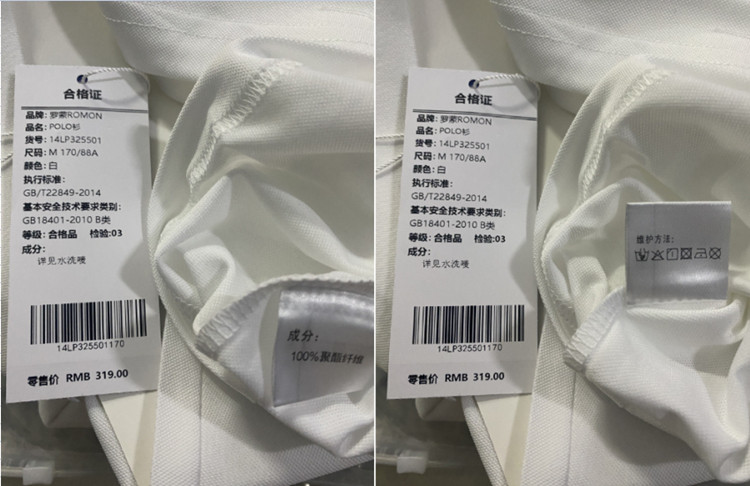 合格证
品牌: 罗蒙ROMON
品名: POLO衫
货号: 14LP325501
尺码: M 170/88A
颜色: 白
执行标准:
GB/T22849-2014
基本安全技术要求类别:
GB18401-2010 B类
等级: 合格品 检验:03
成分:
详见水洗唛
14LP325501170
零售价 RMB 319.00
成分:
100%聚酯纤维
合格证
品牌: 罗蒙ROMON
品名: POLO衫
货号: 14LP325501
尺码: M 170/88A
颜色: 白
执行标准:
GB/T22849-2014
基本安全技术要求类别:
GB18401-2010 B类
等级: 合格品 检验:03
成分:
详见水洗唛
14LP325501170
零售价 RMB 319.00
维护方法: